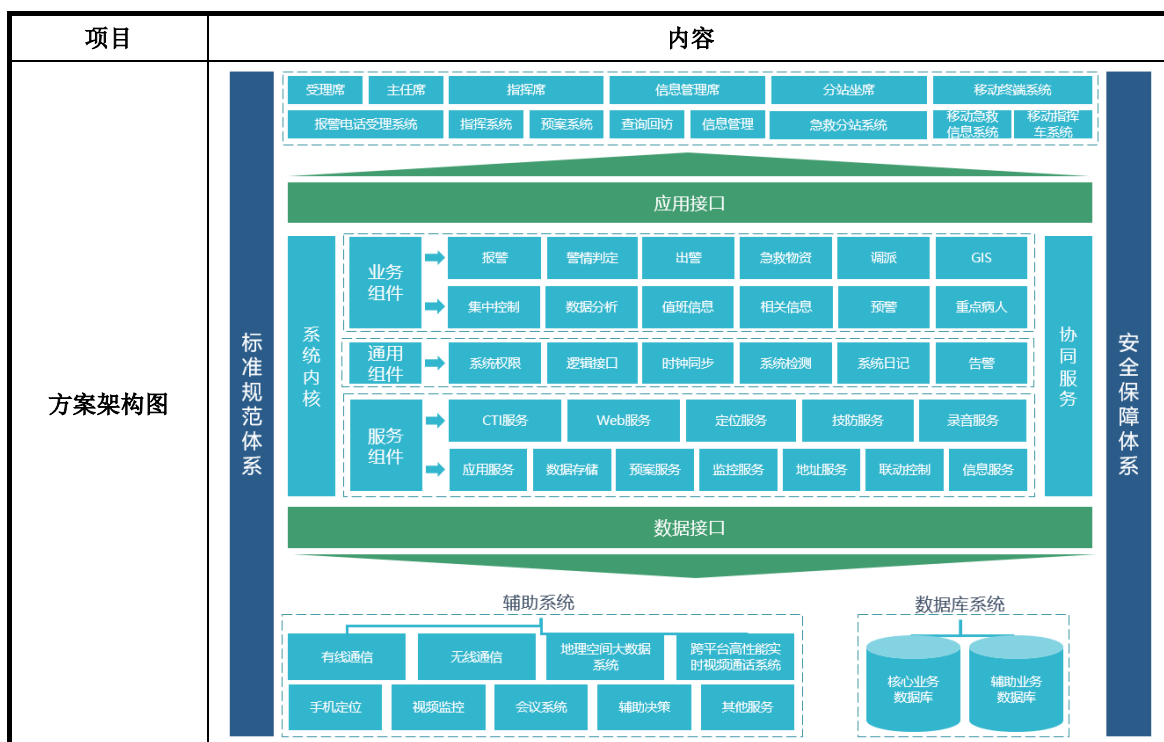 项目
内容
方案架构图
标准规范体系
受理席
主任席
指挥席
信息管理席
分站坐席
移动终端系统
报警电话受理系统
指挥系统
预案系统
查询回访
信息管理
急救分站系统
移动急救
信息系统
移动指挥
车系统
应用接口
系统内核
业务
组件
报警
警情判定
出警
急救物资
调派
GIS
集中控制
数据分析
值班信息
相关信息
预警
重点病人
通用
组件
系统权限
逻辑接口
时钟同步
系统检测
系统日记
告警
服务
组件
CTI服务
Web服务
定位服务
技防服务
录音服务
应用服务
数据存储
预案服务
监控服务
地址服务
联动控制
信息服务
协同服务
安全保障体系
数据接口
辅助系统
有线通信
无线通信
地理空间大数据
系统
跨平台高性能实
时视频通话系统
手机定位
视频监控
会议系统
辅助决策
其他服务
数据库系统
核心业务
数据库
辅助业务
数据库